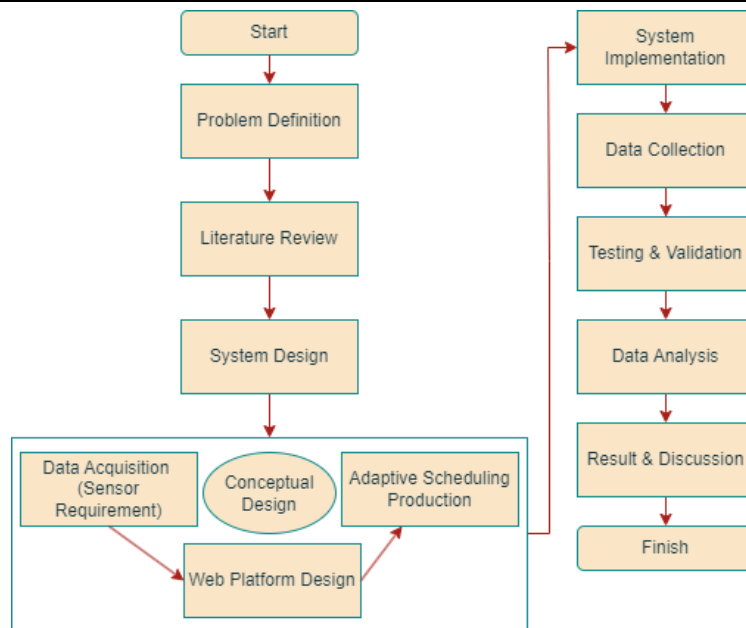 Start
Problem Definition
Literature Review
System Design
Data Acquisition
(Sensor
Requirement)
Conceptual
Design
Adaptive Scheduling
Production
Web Platform Design
System
Implementation
Data Collection
Testing & Validation
Data Analysis
Result & Discussion
Finish